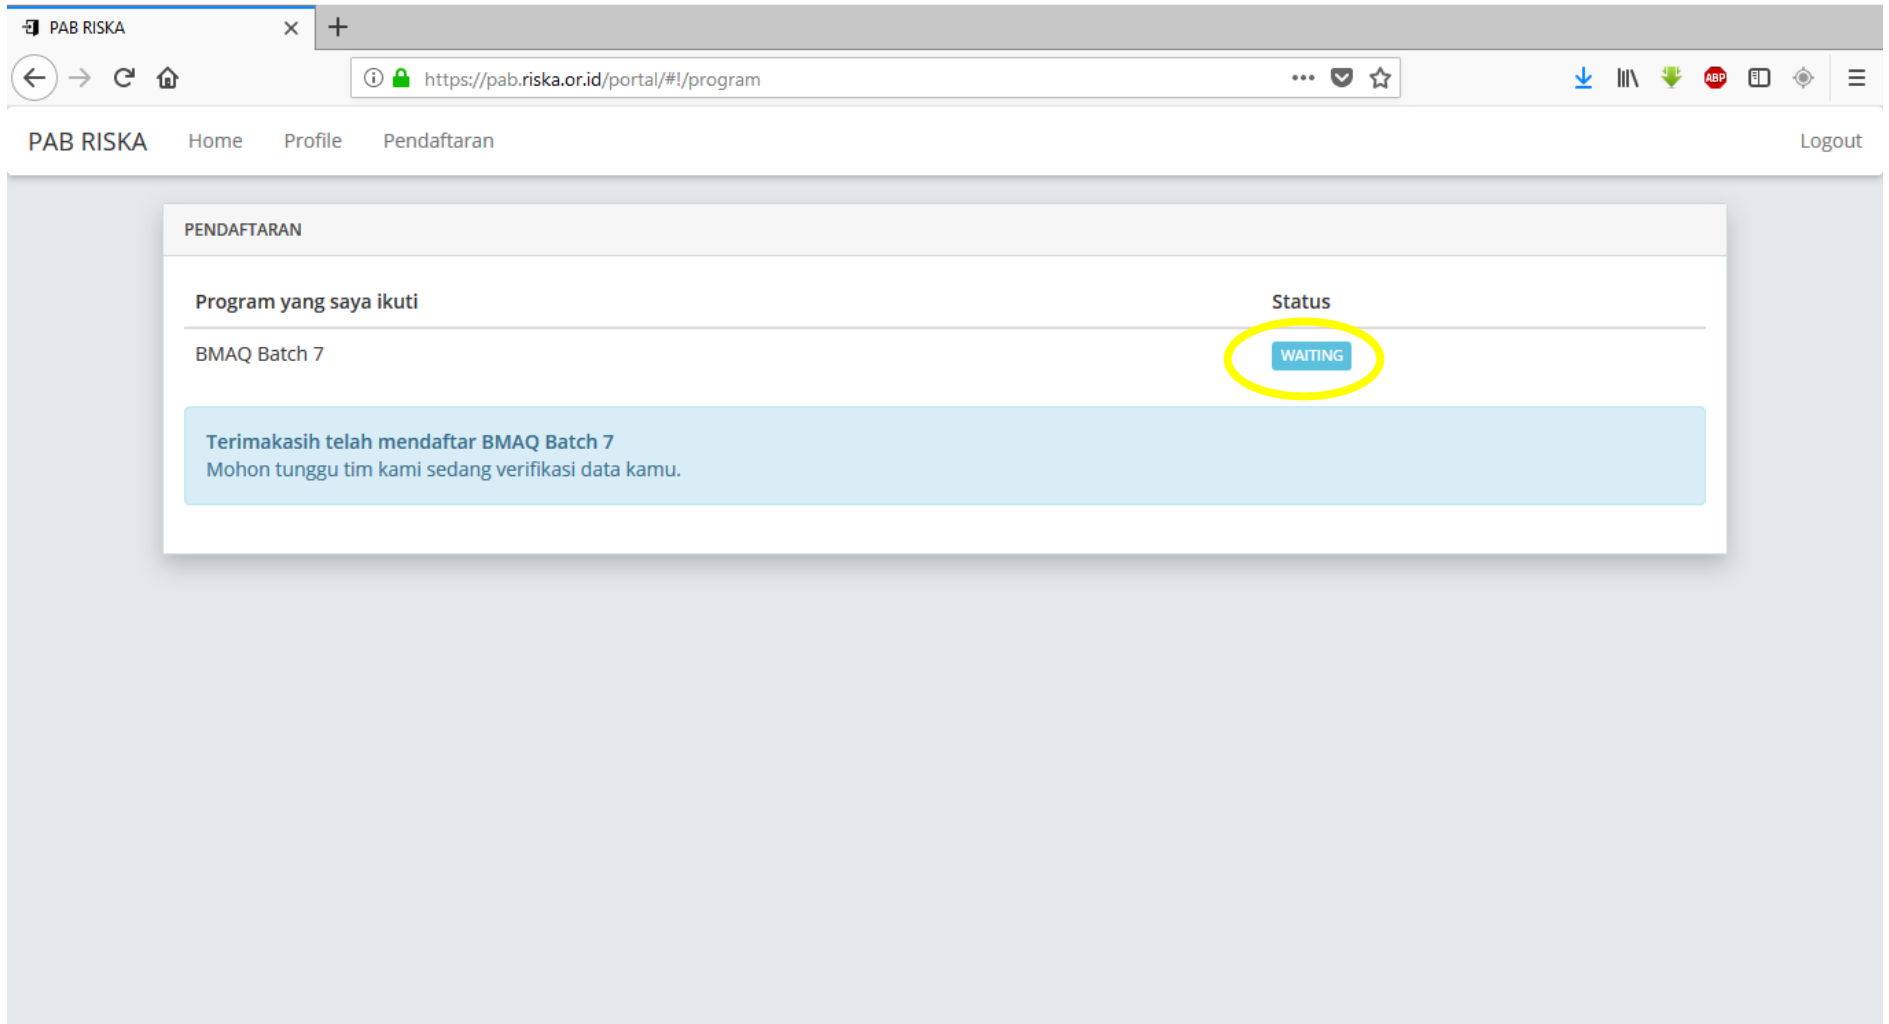 PAB RISKA
https://pab.riska.or.id/portal/#!/program
ABP
PAB RISKA Home Profile Pendaftaran Logout
PENDAFTARAN
Program yang saya ikuti Status
BMAQ Batch 7 WAITING
Terimakasih telah mendaftar BMAQ Batch 7
Mohon tunggu tim kami sedang verifikasi data kamu.